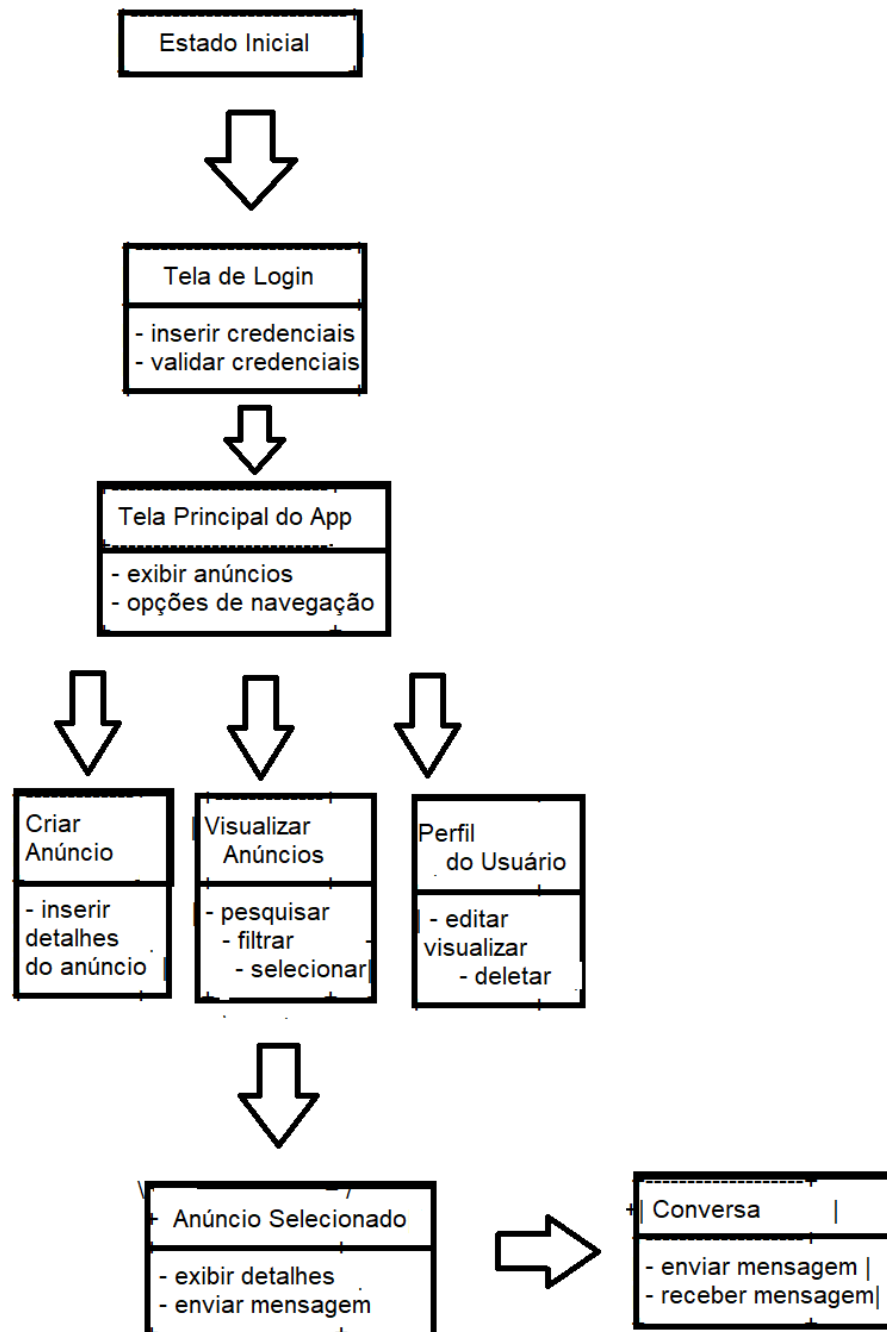 Estado Inicial
Tela de Login
- inserir credenciais
- validar credenciais
Tela Principal do App
- exibir anúncios
- opções de navegação
Criar
Anúncio
- inserir
detalhes
do anúncio
Visualizar
Anúncios
- pesquisar
- filtrar
- selecionar
Perfil
do Usuário
- editar
visualizar
- deletar
Anúncio Selecionado
- exibir detalhes
- enviar mensagem
Conversa
- enviar mensagem
- receber mensagem